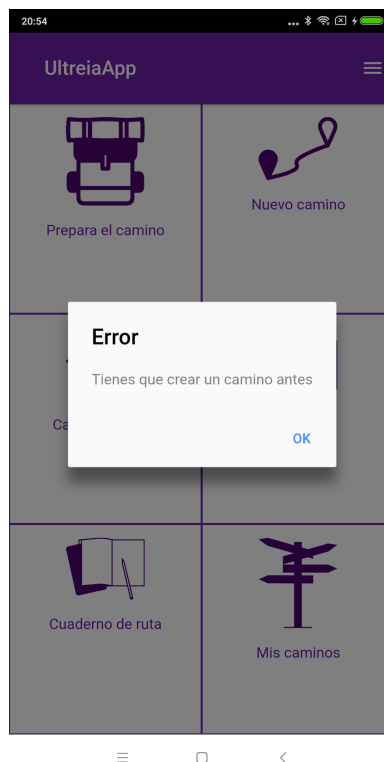 20:54
UltreiaApp
Prepara el camino
Nuevo camino
Error
Tienes que crear un camino antes
OK
Ca
Cuaderno de ruta
Mis caminos